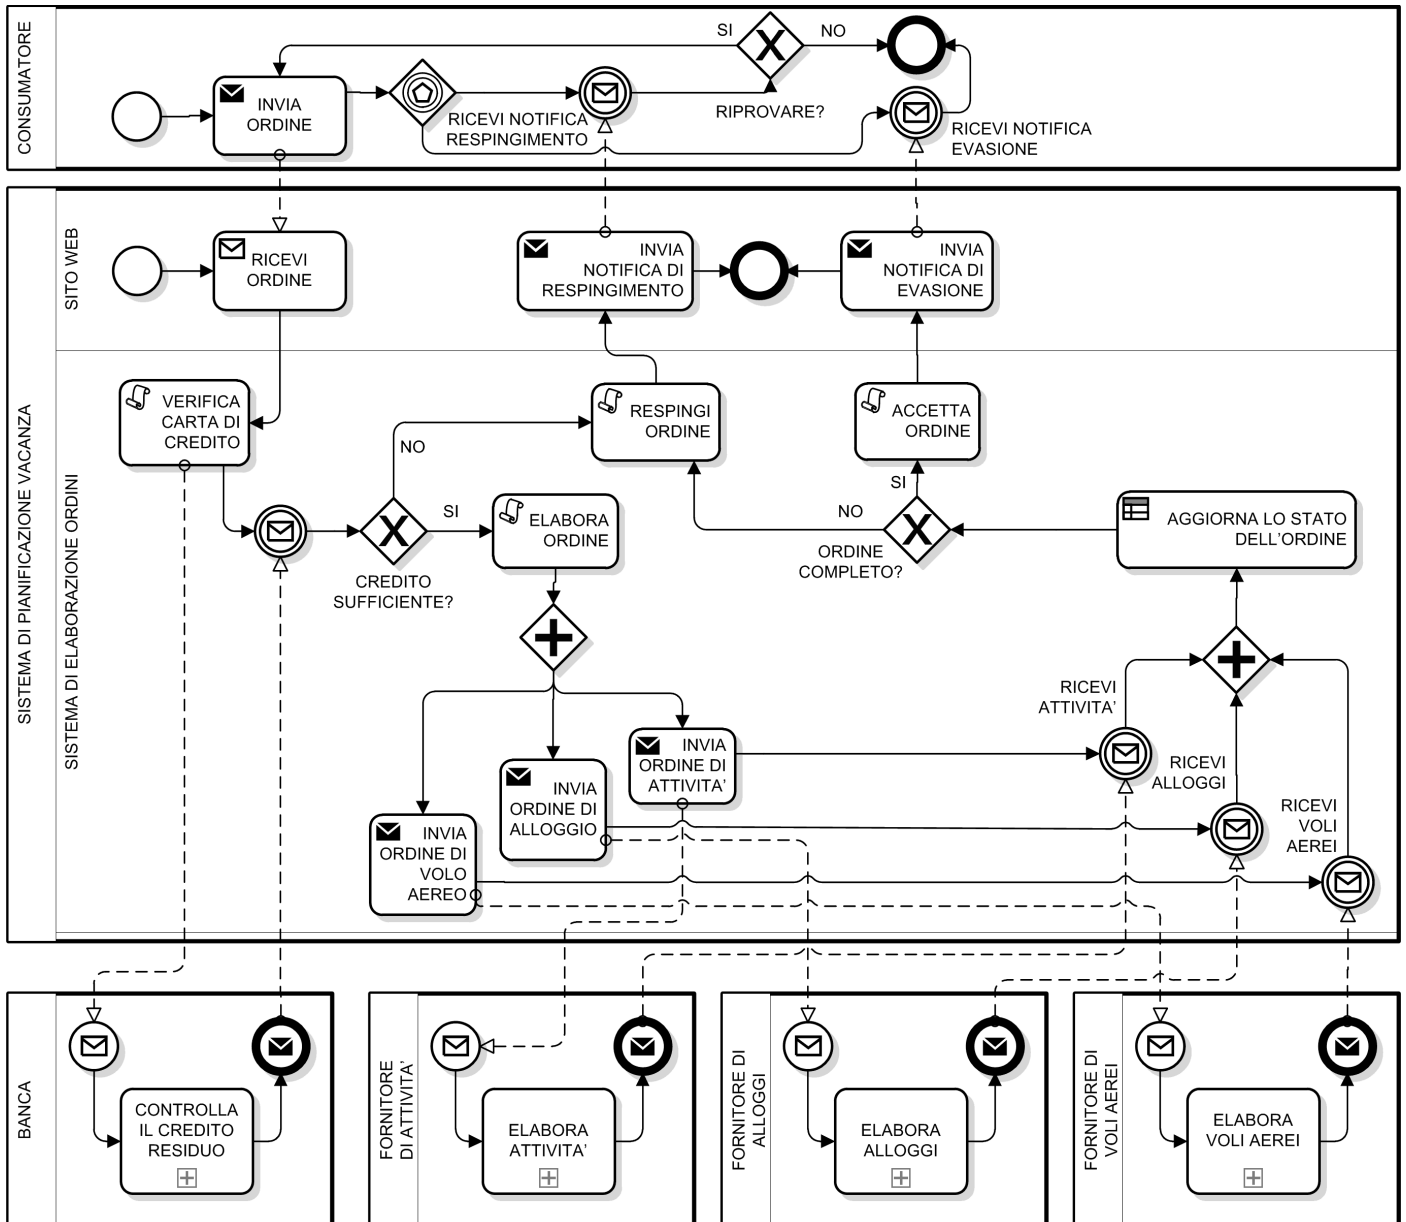 CONSUMATORE
INVIA
ORDINE
RICEVI NOTIFICA
RESPINGIMENTO
SI
NO
RIPROVARE?
RICEVI NOTIFICA
EVASIONE
SISTEMA DI PIANIFICAZIONE VACANZA
SITO WEB
RICEVI
ORDINE
INVIA
NOTIFICA DI
RESPINGIMENTO
INVIA
NOTIFICA DI
EVASIONE
SISTEMA DI ELABORAZIONE ORDINI
VERIFICA
CARTA DI
CREDITO
NO
SI
CREDITO
SUFFICIENTE?
RESPINGI
ORDINE
ACCETTA
ORDINE
ELABORA
ORDINE
SI
NO
ORDINE
COMPLETO?
AGGIORNA LO STATO
DELL'ORDINE
INVIA
ORDINE DI
ATTIVITA'
INVIA
ORDINE DI
ALLOGGIO
INVIA
ORDINE DI
VOLO
AEREO
RICEVI
ATTIVITA'
RICEVI
ALLOGGI
RICEVI
VOLI
AEREI
BANCA
CONTROLLA
IL CREDITO
RESIDUO
FORNITORE
DI ATTIVITA'
ELABORA
ATTIVITA'
FORNITORE DI
ALLOGGI
ELABORA
ALLOGGI
FORNITORE DI
VOLI AEREI
ELABORA
VOLI AEREI